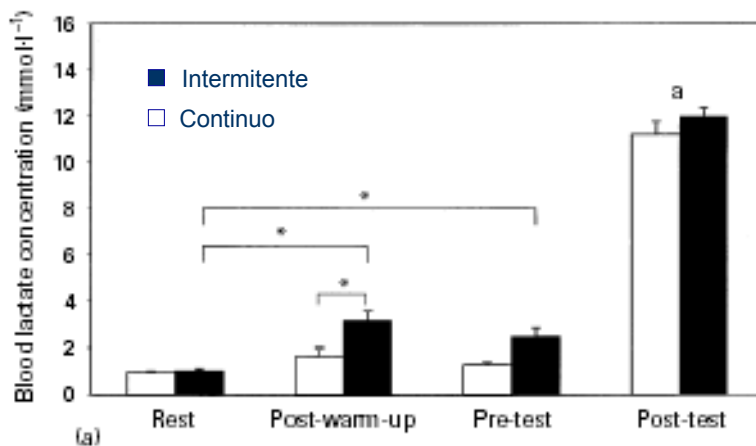 Blood lactate concentration (mmol·l⁻¹)
16
14
12
10
8
6
4
2
0
Intermitente
Continuo
*
*
*
a
Rest Post-warm-up Pre-test Post-test
(a)